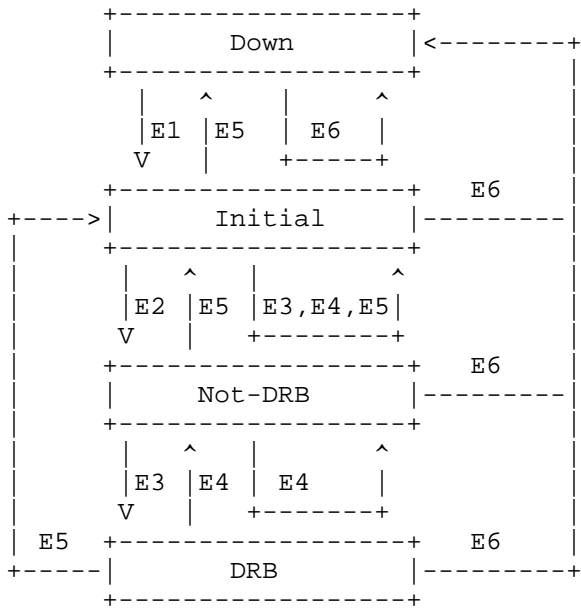 Down
E1 E5 E6
V
E6
Initial
E2 E5 E3,E4,E5
V
E6
Not-DRB
E3 E4 E4
V
E5 E6
DRB